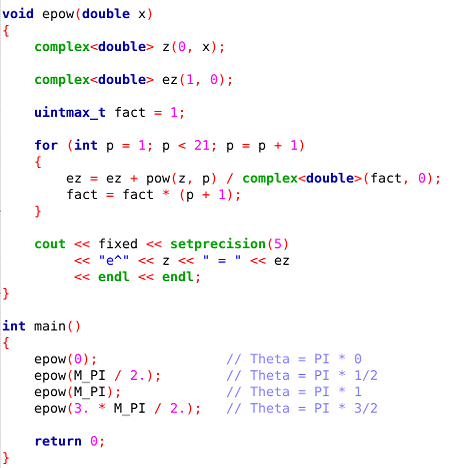 void epow(double x)
{
    complex<double> z(0, x);

    complex<double> ez(1, 0);

    uintmax_t fact = 1;

    for (int p = 1; p < 21; p = p + 1)
    {
        ez = ez + pow(z, p) / complex<double>(fact, 0);
        fact = fact * (p + 1);
    }

    cout << fixed << setprecision(5)
         << "e^" << z << " = " << ez
         << endl << endl;
}

int main()
{
    epow(0);                // Theta = PI * 0
    epow(M_PI / 2.);        // Theta = PI * 1/2
    epow(M_PI);             // Theta = PI * 1
    epow(3. * M_PI / 2.);   // Theta = PI * 3/2

    return 0;
}